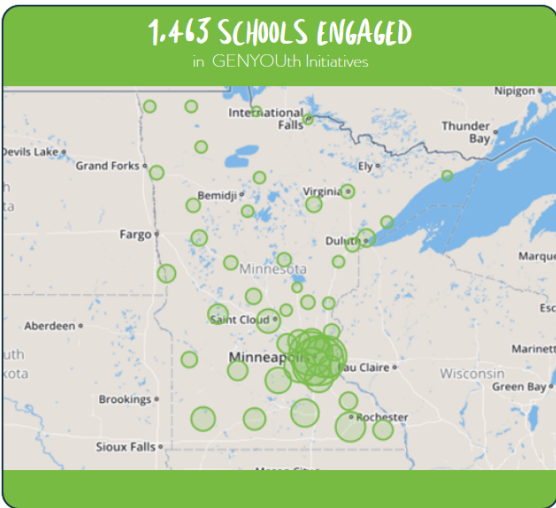 1,463 SCHOOLS ENGAGED
in GENYOUth Initiatives
Nipigon
International
Falls
Thunder
Bay
Devils Lake
Grand Forks
Ely
Bemidji
Virginia
Fargo
Duluth
Minnesota
Marque
Esc
Saint Cloud
Aberdeen
uth
kota
Minneapolis
Eau Claire
Marinett
Wisconsin
Green Bay
Brookings
Rochester
Sioux Falls